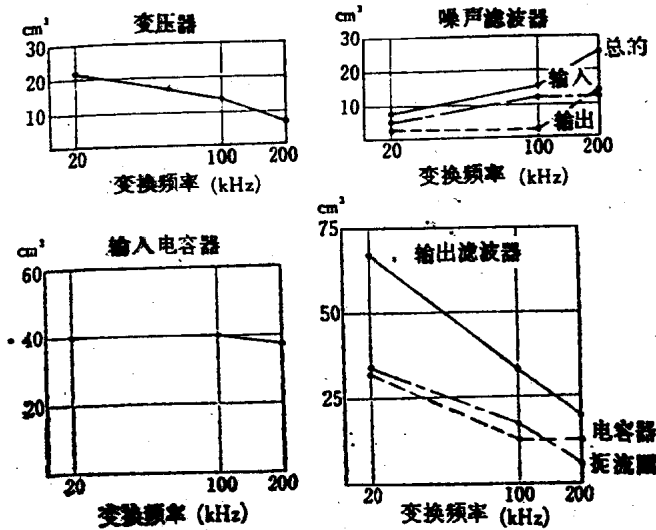 变压器
cm³
30
20
10
20 100 200
变换频率 (kHz)
噪声滤波器
cm³
30
20
10
总的
输入
输出
20 100 200
变换频率 (kHz)
输入电容器
cm³
60
40
20
20 100 200
变换频率 (kHz)
输出滤波器
cm³
75
50
25
电容器
扼流圈
20 100 200
变换频率 (kHz)